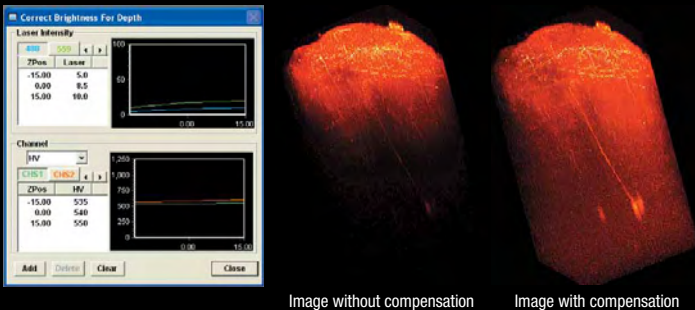 Correct Brightness For Depth
Laser Intensity
488 559
ZPos Laser
-15.00 5.0
0.00 8.5
15.00 10.0
100
50
0
0.00 15.00
Channel
HV
CHS1 CHS2
ZPos HV
-15.00 535
0.00 540
15.00 550
1,250
1,000
750
500
250
0
0.00 15.00
Add Delete Clear Close
Image without compensation Image with compensation